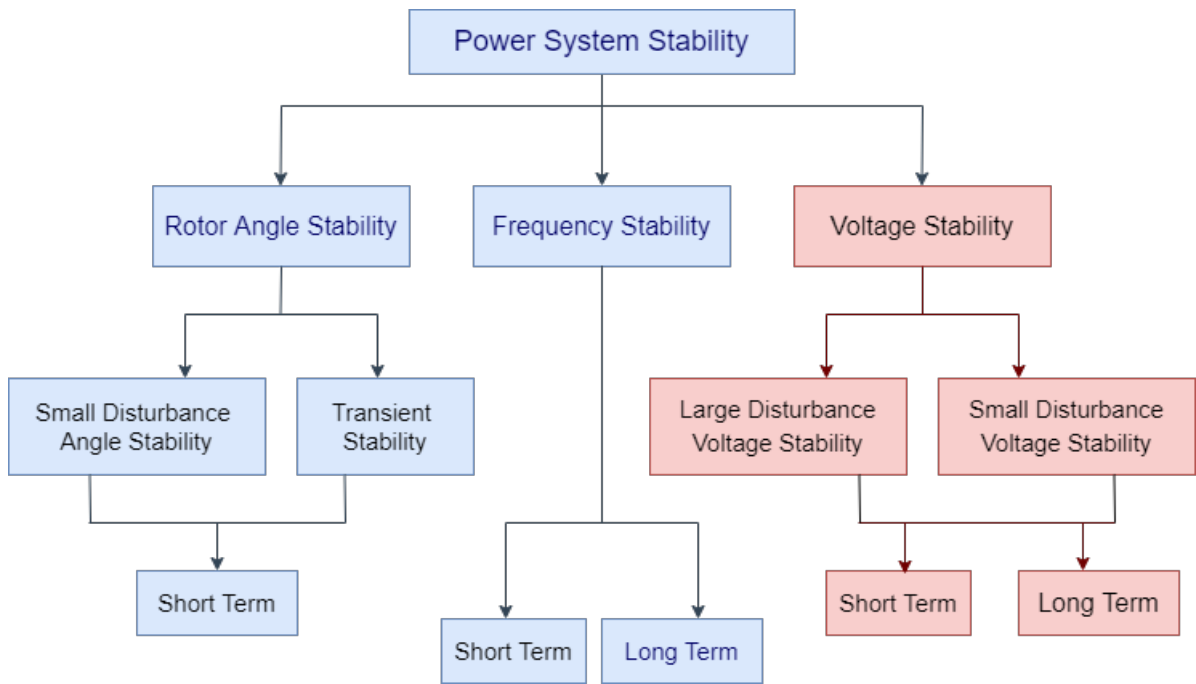 Power System Stability
Rotor Angle Stability
Frequency Stability
Voltage Stability
Small Disturbance
Angle Stability
Transient
Stability
Large Disturbance
Voltage Stability
Small Disturbance
Voltage Stability
Short Term
Short Term
Long Term
Short Term
Long Term